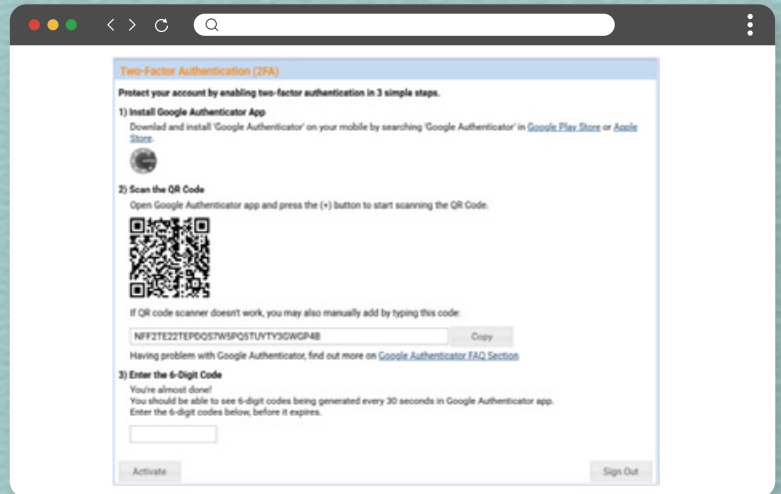 Two-Factor Authentication (2FA)
Protect your account by enabling two-factor authentication in 3 simple steps.
1) Install Google Authenticator App
Downlad and install 'Google Authenticator' on your mobile by searching 'Google Authenticator' in Google Play Store or Apple
Store.
2) Scan the QR Code
Open Google Authenticator app and press the (+) button to start scanning the QR Code.
If QR code scanner doesn't work, you may also manually add by typing this code:
NFF2TE22TEPDQS7W5PQ5TUYTY3GWGP4B Copy
Having problem with Google Authenticator, find out more on Google Authenticator FAQ Section
3) Enter the 6-Digit Code
You're almost done!
You should be able to see 6-digit codes being generated every 30 seconds in Google Authenticator app.
Enter the 6-digit codes below, before it expires.
Activate Sign Out